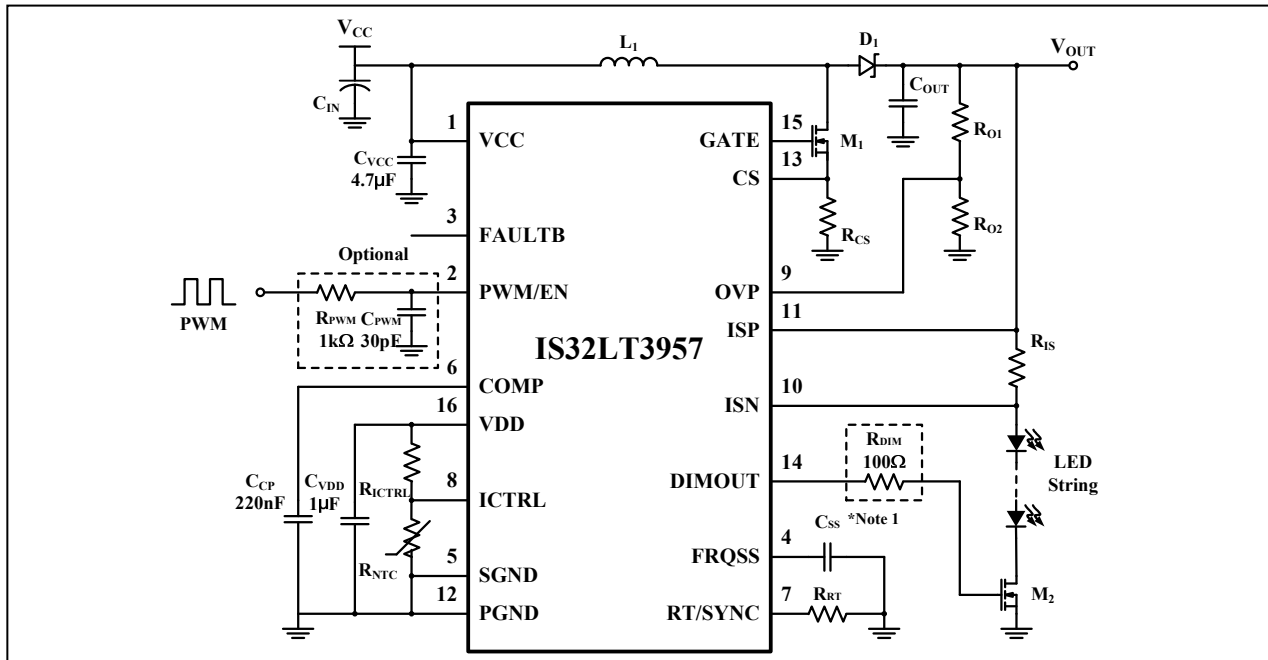 VCC
L1
D1
VOUT
CIN
COUT
RO1
1
VCC
GATE
15
M1
CVCC
4.7µF
13
CS
RCS
RO2
3
FAULTB
Optional
2
PWM/EN
9
OVP
PWM
RPWM
1kΩ
CPWM
30pF
11
ISP
IS32LT3957
RIS
6
COMP
10
ISN
16
VDD
RDIM
100Ω
LED
String
CCP
220nF
CVDD
1µF
RICTRL
8
ICTRL
14
DIMOUT
*Note 1
CSS
4
FRQSS
RNTC
5
SGND
12
PGND
7
RT/SYNC
RRT
M2